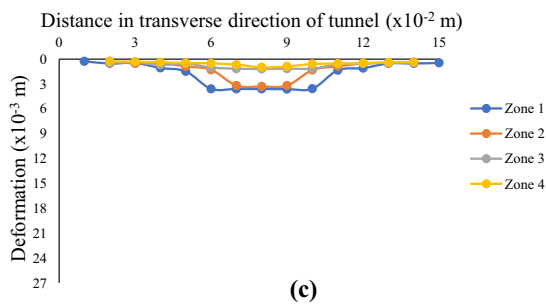 Distance in transverse direction of tunnel (x10⁻² m)
0 3 6 9 12 15
Deformation (x10⁻³ m)
0
3
6
9
12
15
18
21
24
27
Zone 1
Zone 2
Zone 3
Zone 4
(c)